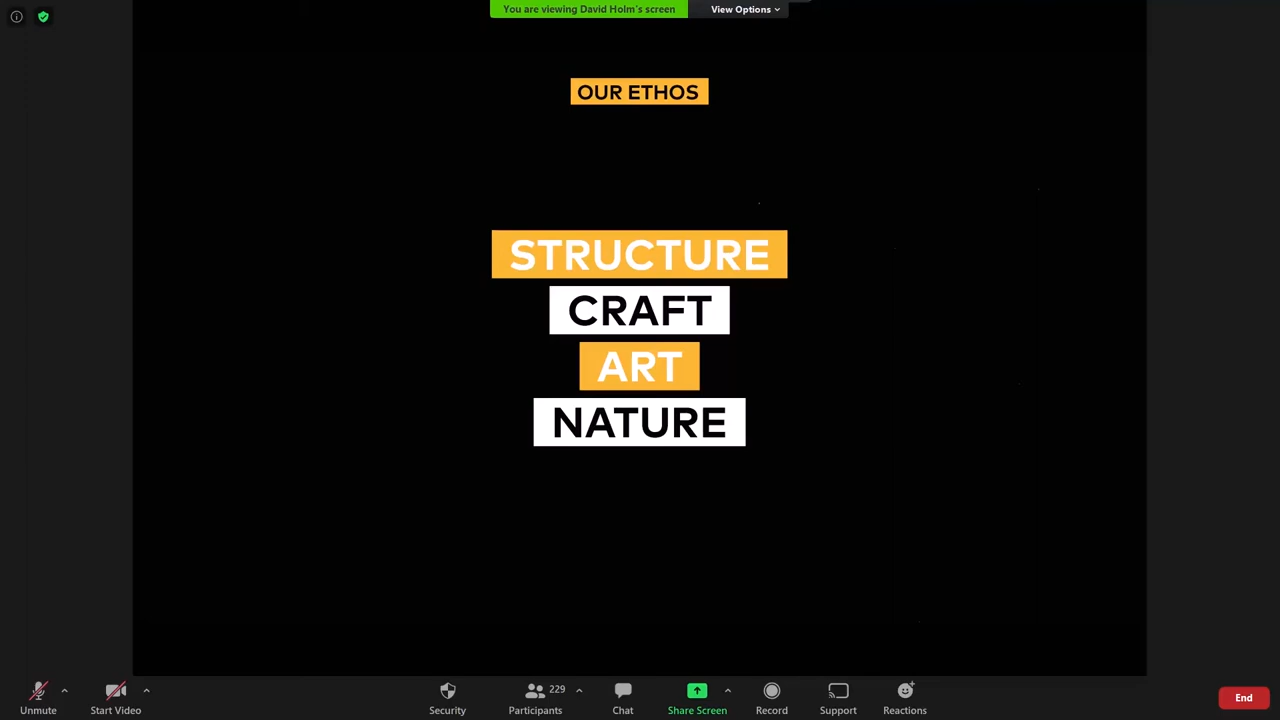 You are viewing David Holm's screen
View Options
OUR ETHOS
STRUCTURE
CRAFT
ART
NATURE
Unmute
Start Video
Security
229
Participants
Chat
Share Screen
Record
Support
Reactions
End